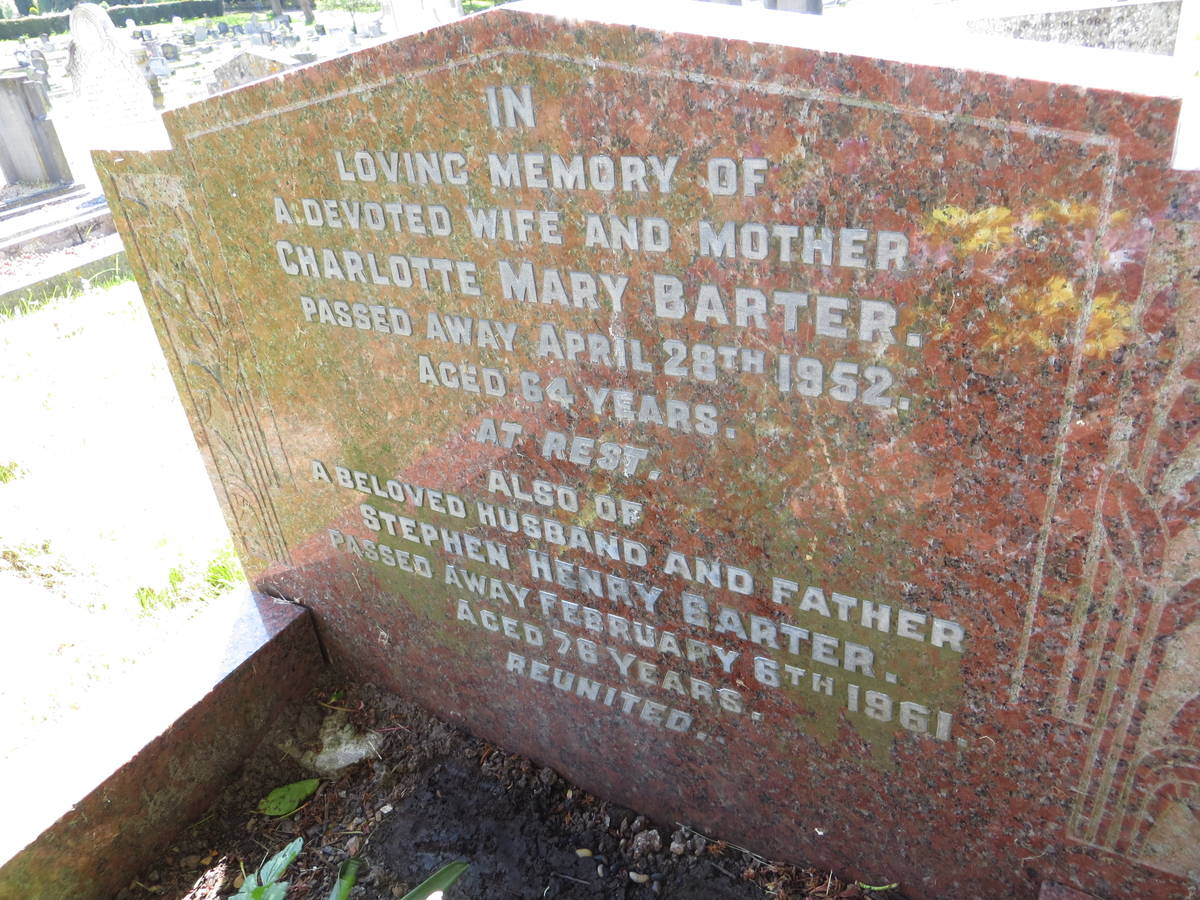 IN
LOVING MEMORY OF
A DEVOTED WIFE AND MOTHER
CHARLOTTE MARY BARTER.
PASSED AWAY APRIL 28TH 1952.
AGED 64 YEARS.
AT REST.
ALSO OF
A BELOVED HUSBAND AND FATHER
STEPHEN HENRY BARTER.
PASSED AWAY FEBRUARY 6TH 1961.
AGED 76 YEARS.
REUNITED.